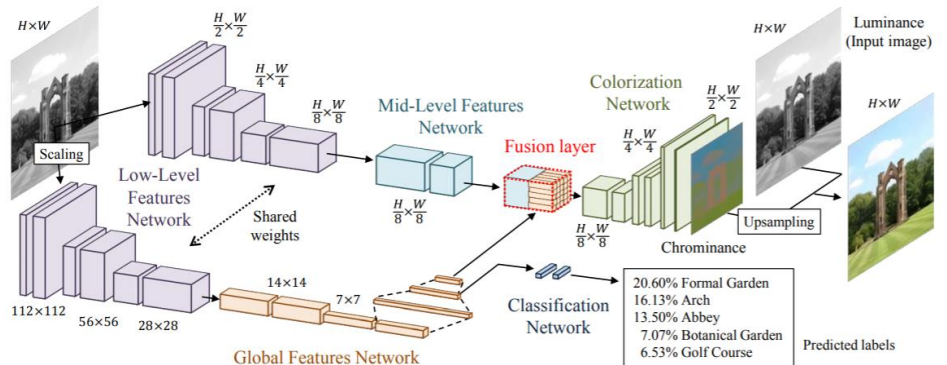 H×W
H/2 × W/2
H/4 × W/4
H/8 × W/8
Scaling
Low-Level
Features
Network
Shared
weights
112×112
56×56
28×28
Mid-Level Features
Network
H/8 × W/8
Fusion layer
14×14
7×7
Global Features Network
Colorization
Network
H/8 × W/8
H/4 × W/4
H/2 × W/2
Chrominance
Classification
Network
H×W
Luminance
(Input image)
H×W
Upsampling
20.60% Formal Garden
16.13% Arch
13.50% Abbey
7.07% Botanical Garden
6.53% Golf Course
Predicted labels